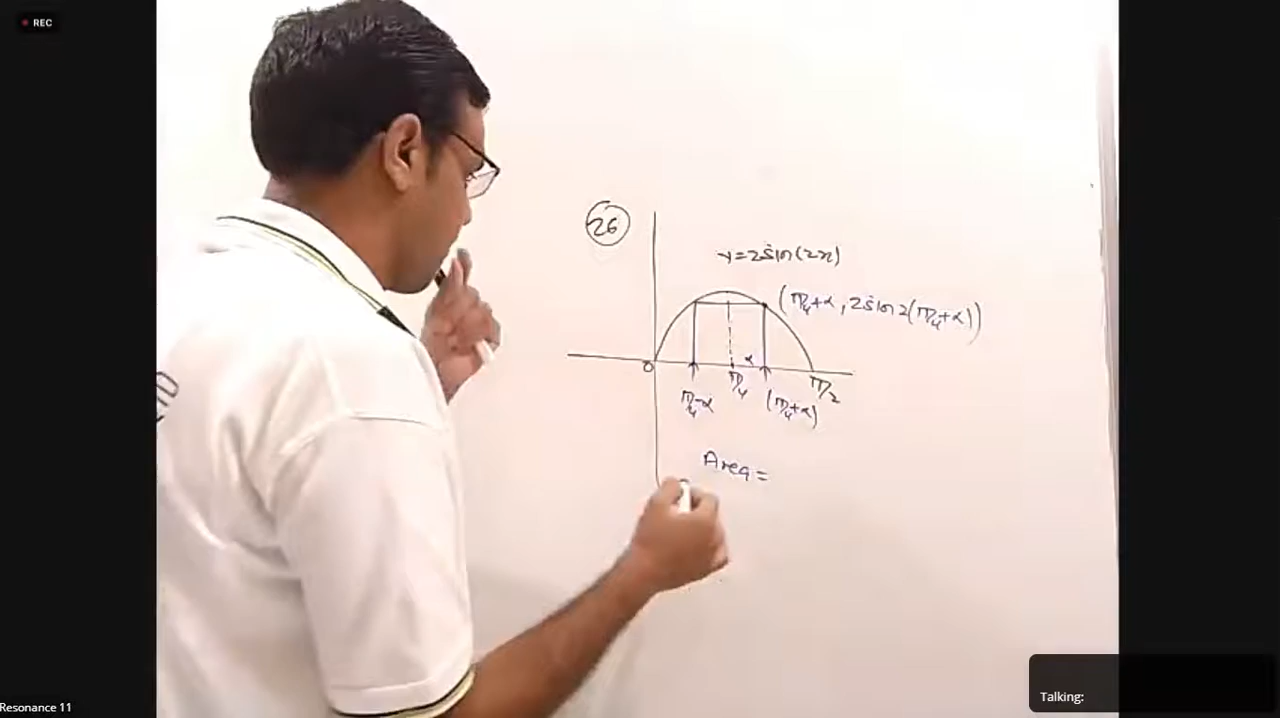 REC
26
y=2sin(2x)
(π/4+α, 2sin2(π/4+α))
0
α
π/4-α
π/4
(π/4+α)
π/2
Area=
Talking:
Resonance 11